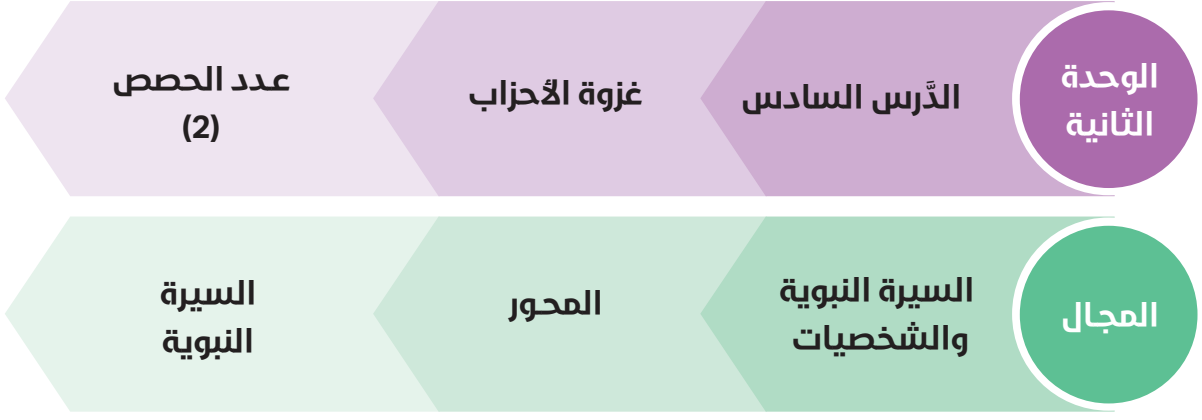 الوحدة
الثانية
الدَّرس السادس
غزوة الأحزاب
عدد الحصص
(2)
المجال
السيرة النبوية
والشخصيات
المحور
السيرة
النبوية